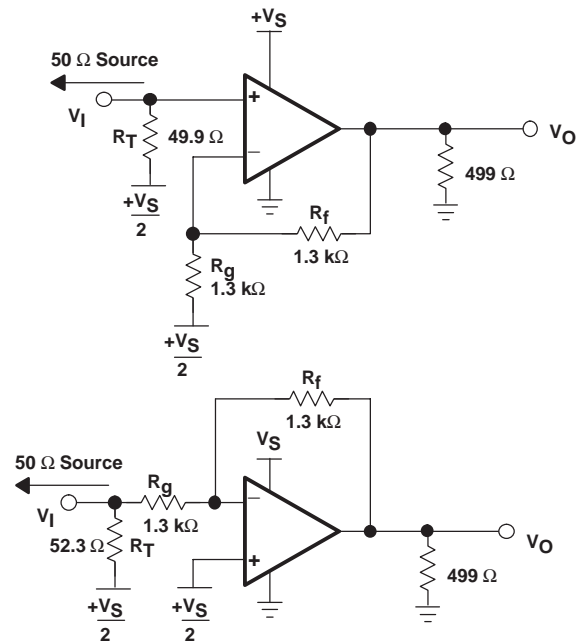 +VS
50 Ω Source
VI
+
RT
49.9 Ω
−
VO
499 Ω
+VS
2
Rf
1.3 kΩ
Rg
1.3 kΩ
+VS
2
Rf
1.3 kΩ
VS
50 Ω Source
Rg
VI
1.3 kΩ
−
VO
52.3 Ω
RT
+
499 Ω
+VS
2
+VS
2